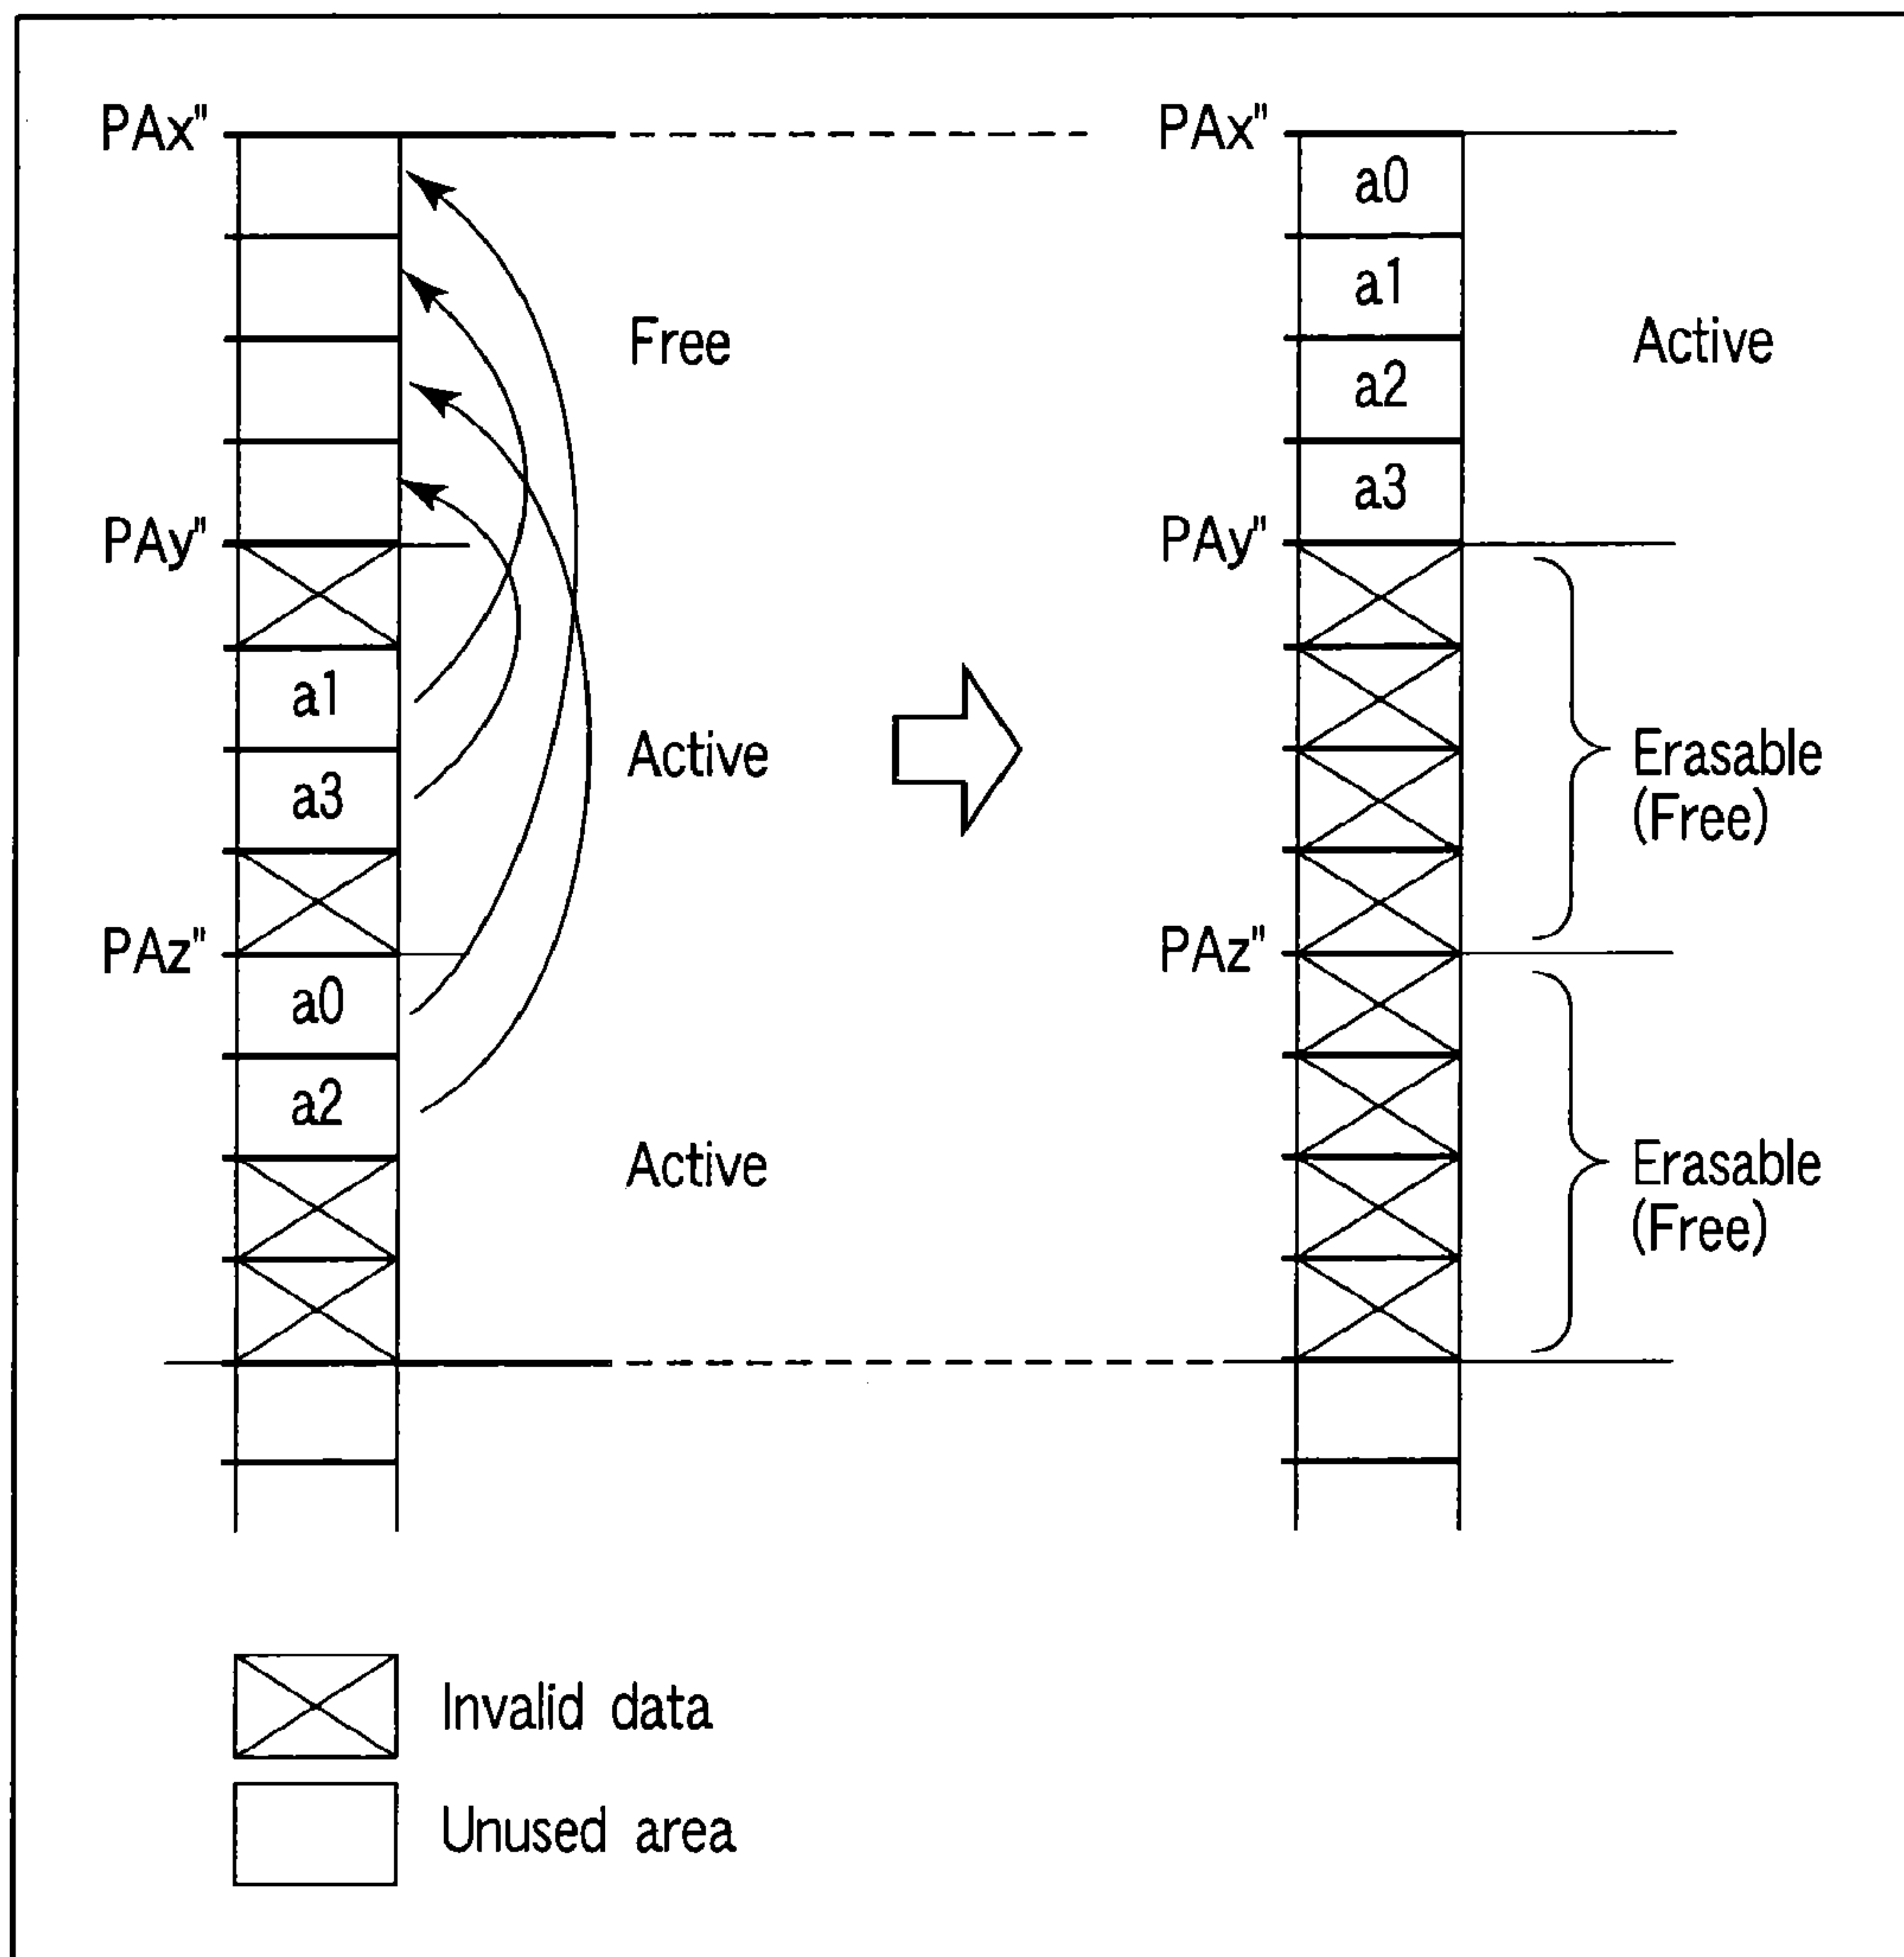 PAx"
Free
PAy"
a1
a3
Active
PAz"
a0
a2
Active
PAx"
a0
a1
a2
a3
Active
PAy"
Erasable
(Free)
PAz"
Erasable
(Free)
Invalid data
Unused area